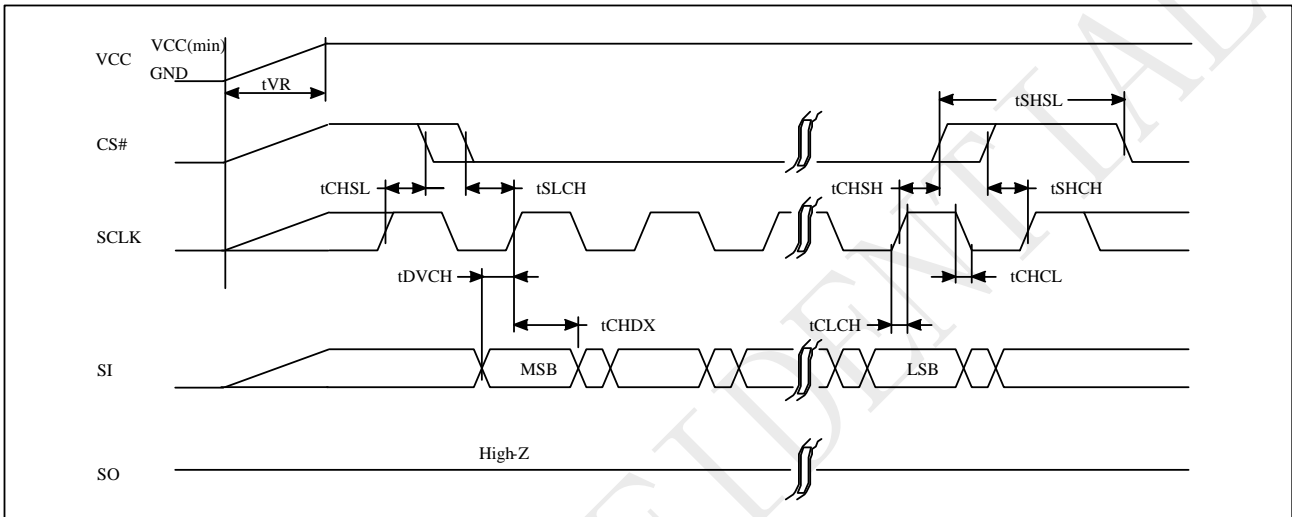 VCC(min)
VCC
GND
tVR
tSHSL
CS#
tCHSL
tSLCH
tCHSH
tSHCH
SCLK
tDVCH
tCHCL
tCHDX
tCLCH
SI
MSB
LSB
High-Z
SO
IDENTIAL